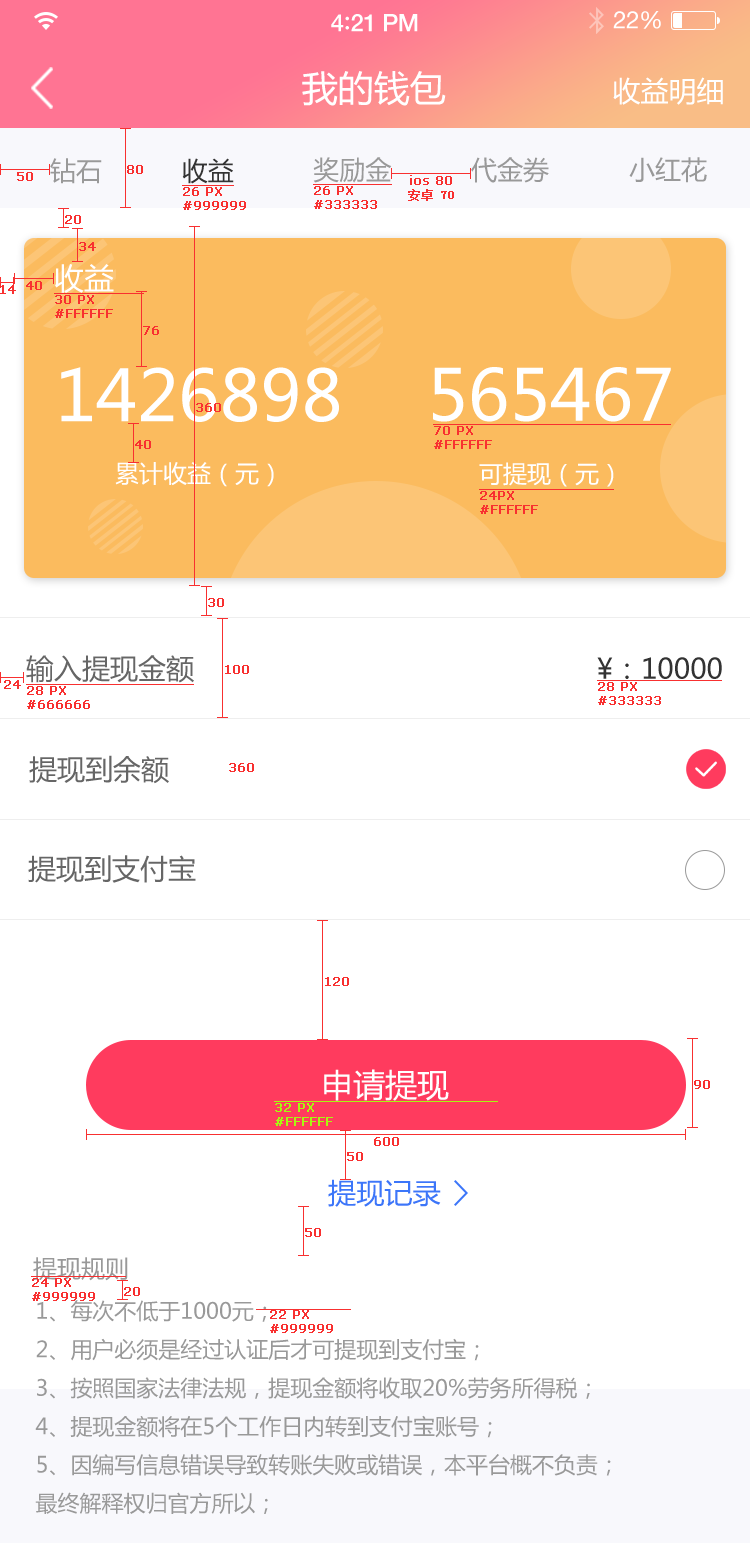 4:21 PM 22%
我的钱包 收益明细
钻石 收益 奖励金 代金券 小红花
50 80 ios 80
26 PX 26 PX 安卓 70
#999999 #333333
20
34
收益
14 40
30 PX
#FFFFFF
76
1426898 565467
360
70 PX
#FFFFFF
40
累计收益（元） 可提现（元）
24PX
#FFFFFF
30
输入提现金额 ¥：10000
24 100
28 PX 28 PX
#666666 #333333
提现到余额 360
提现到支付宝
120
申请提现
90
32 PX
#FFFFFF
600
50
提现记录
50
提现规则
24 PX
#999999
20
1、每次不低于1000元；
22 PX
#999999
2、用户必须是经过认证后才可提现到支付宝；
3、按照国家法律法规，提现金额将收取20%劳务所得税；
4、提现金额将在5个工作日内转到支付宝账号；
5、因编写信息错误导致转账失败或错误，本平台概不负责；
最终解释权归官方所以；